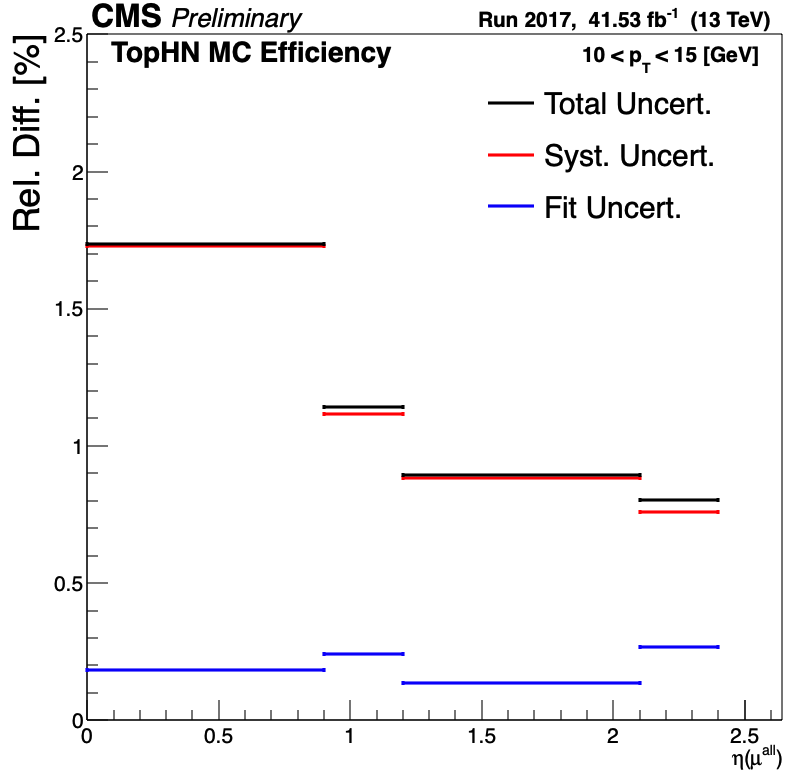 CMS Preliminary
Run 2017, 41.53 fb⁻¹ (13 TeV)
TopHN MC Efficiency
10 < p_T < 15 [GeV]
Total Uncert.
Syst. Uncert.
Fit Uncert.
Rel. Diff. [%]
2.5
2
1.5
1
0.5
0
0 0.5 1 1.5 2 2.5
η(μ^all)